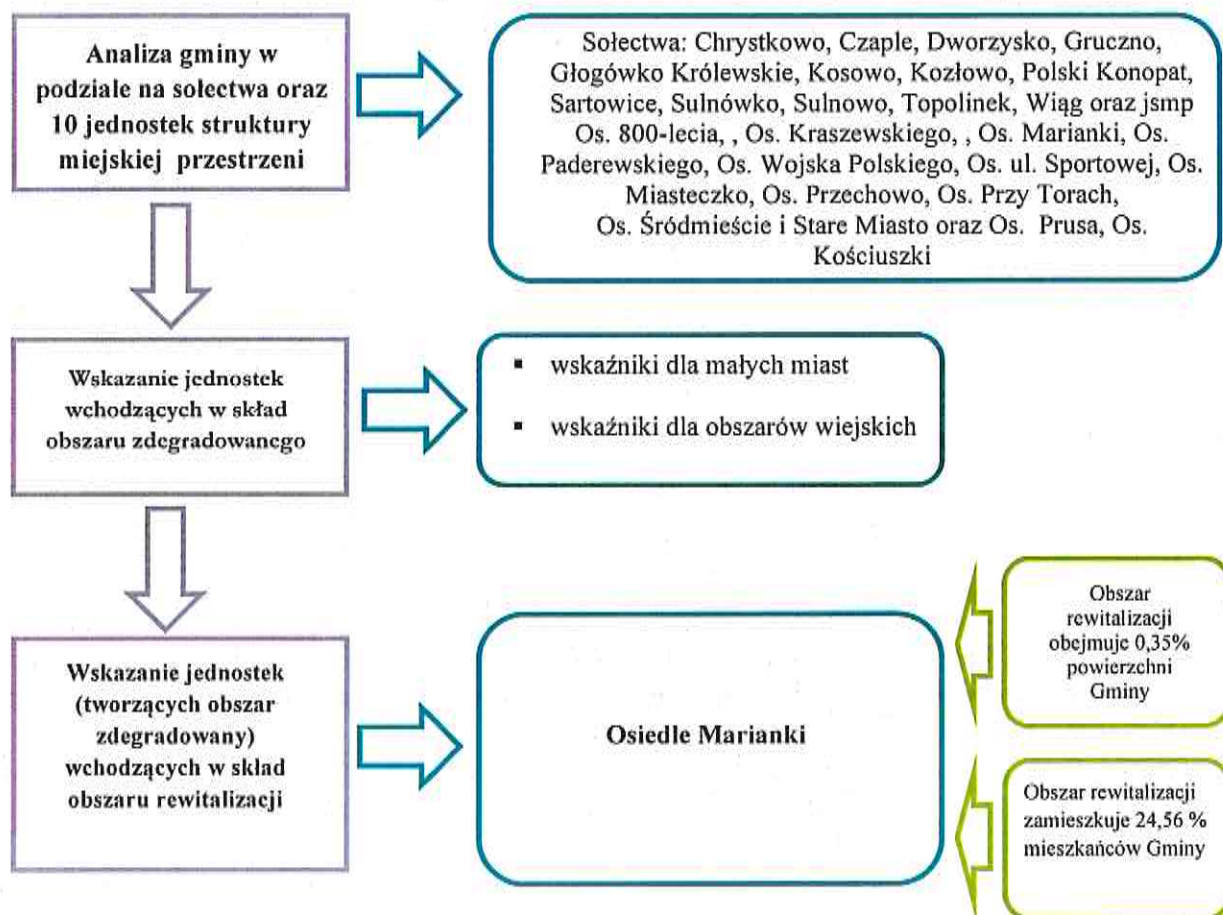 Analiza gminy w
podziale na sołectwa oraz
10 jednostek struktury
miejskiej przestrzeni
Sołectwa: Chrystkowo, Czaple, Dworzysko, Gruczno,
Głogówko Królewskie, Kosowo, Kozłowo, Polski Konopat,
Sartowice, Sulnówko, Sulnowo, Topolinek, Wiąg oraz jsmp
Os. 800-lecia, , Os. Kraszewskiego, , Os. Marianki, Os.
Paderewskiego, Os. Wojska Polskiego, Os. ul. Sportowej, Os.
Miasteczko, Os. Przechowo, Os. Przy Torach,
Os. Śródmieście i Stare Miasto oraz Os. Prusa, Os.
Kościuszki
Wskazanie jednostek
wchodzących w skład
obszaru zdegradowanego
▪ wskaźniki dla małych miast
▪ wskaźniki dla obszarów wiejskich
Wskazanie jednostek
(tworzących obszar
zdegradowany)
wchodzących w skład
obszaru rewitalizacji
Osiedle Marianki
Obszar
rewitalizacji
obejmuje 0,35%
powierzchni
Gminy
Obszar rewitalizacji
zamieszkuje 24,56 %
mieszkańców Gminy